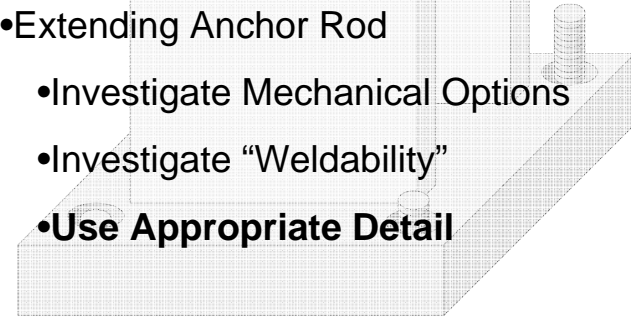 •Extending Anchor Rod
•Investigate Mechanical Options
•Investigate “Weldability”
•Use Appropriate Detail